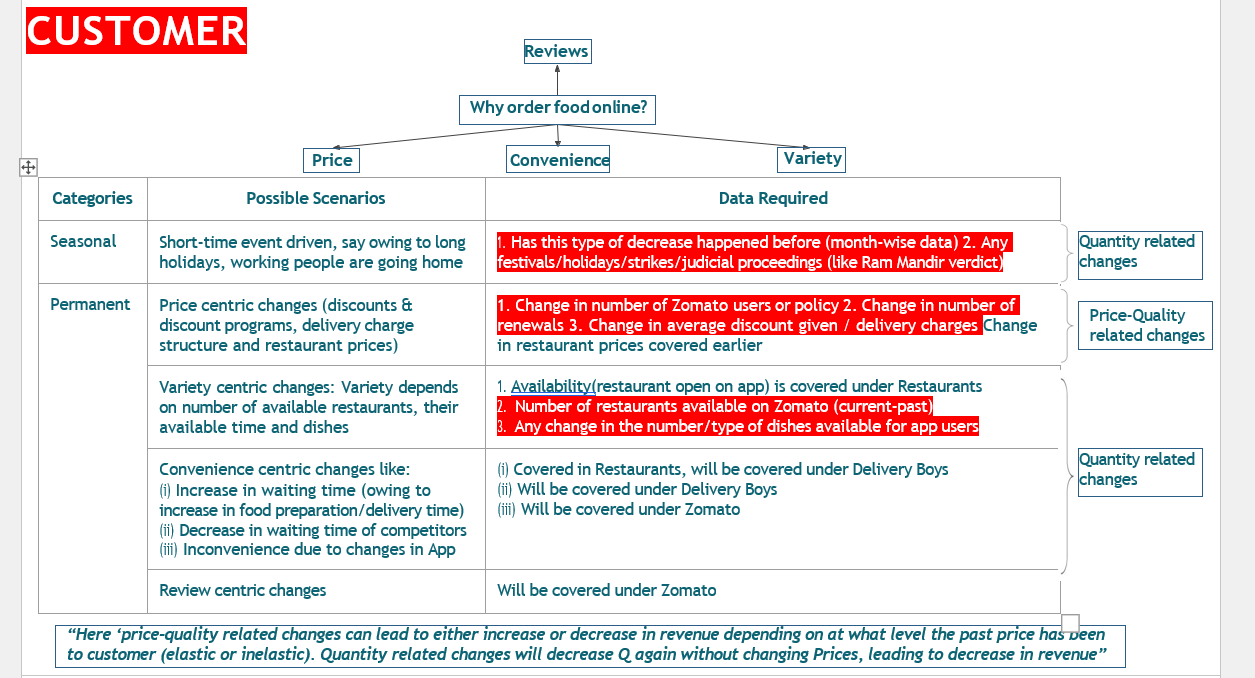 CUSTOMER
Reviews
Why order food online?
Price
Convenience
Variety
Categories
Possible Scenarios
Data Required
Seasonal
Short-time event driven, say owing to long
holidays, working people are going home
1. Has this type of decrease happened before (month-wise data) 2. Any
festivals/holidays/strikes/judicial proceedings (like Ram Mandir verdict)
Quantity related
changes
Permanent
Price centric changes (discounts &
discount programs, delivery charge
structure and restaurant prices)
1. Change in number of Zomato users or policy 2. Change in number of
renewals 3. Change in average discount given / delivery charges Change
in restaurant prices covered earlier
Price-Quality
related changes
Variety centric changes: Variety depends
on number of available restaurants, their
available time and dishes
1. Availability(restaurant open on app) is covered under Restaurants
2. Number of restaurants available on Zomato (current-past)
3. Any change in the number/type of dishes available for app users
Convenience centric changes like:
(i) Increase in waiting time (owing to
increase in food preparation/delivery time)
(ii) Decrease in waiting time of competitors
(iii) Inconvenience due to changes in App
(i) Covered in Restaurants, will be covered under Delivery Boys
(ii) Will be covered under Delivery Boys
(iii) Will be covered under Zomato
Quantity related
changes
Review centric changes
Will be covered under Zomato
“Here ‘price-quality related changes can lead to either increase or decrease in revenue depending on at what level the past price has been
to customer (elastic or inelastic). Quantity related changes will decrease Q again without changing Prices, leading to decrease in revenue”